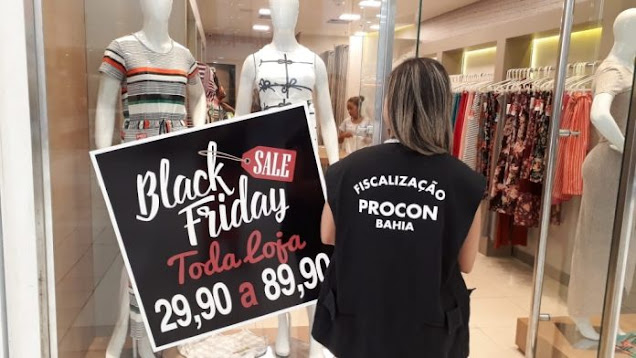 SALE
Black
Friday
Toda Loja
29,90 a 89,90
FISCALIZAÇÃO
PROCON
BAHIA